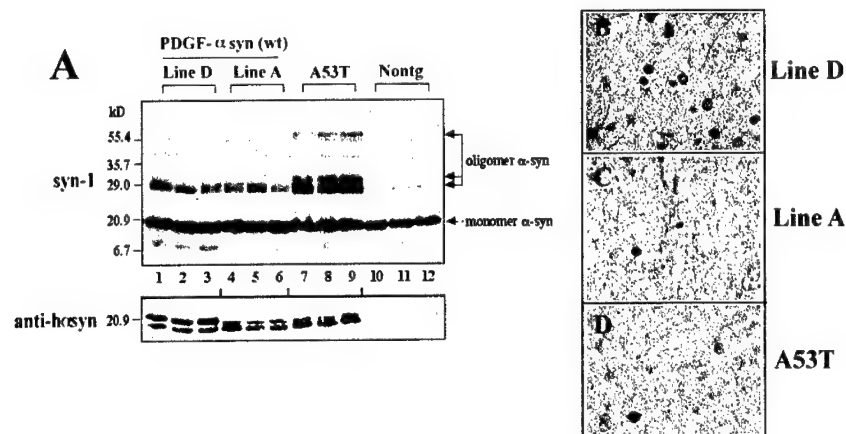 A
PDGF-αsyn (wt)
Line D Line A A53T Nontg
kD
55.4
35.7
syn-1 29.0
20.9
6.7
oligomer α-syn
monomer α-syn
1 2 3 4 5 6 7 8 9 10 11 12
anti-hαsyn 20.9
B
Line D
C
Line A
D
A53T